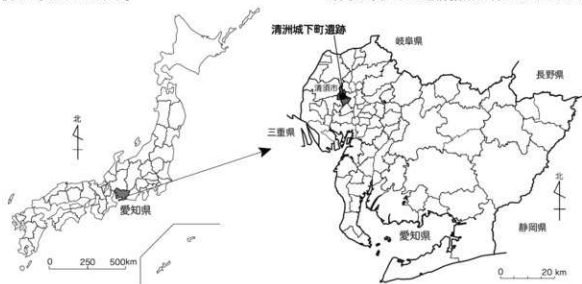 清洲城下町遺跡
岐阜県
長野県
清須市
三重県
北
愛知県
0 250 500km
北
愛知県
静岡県
0 20 km